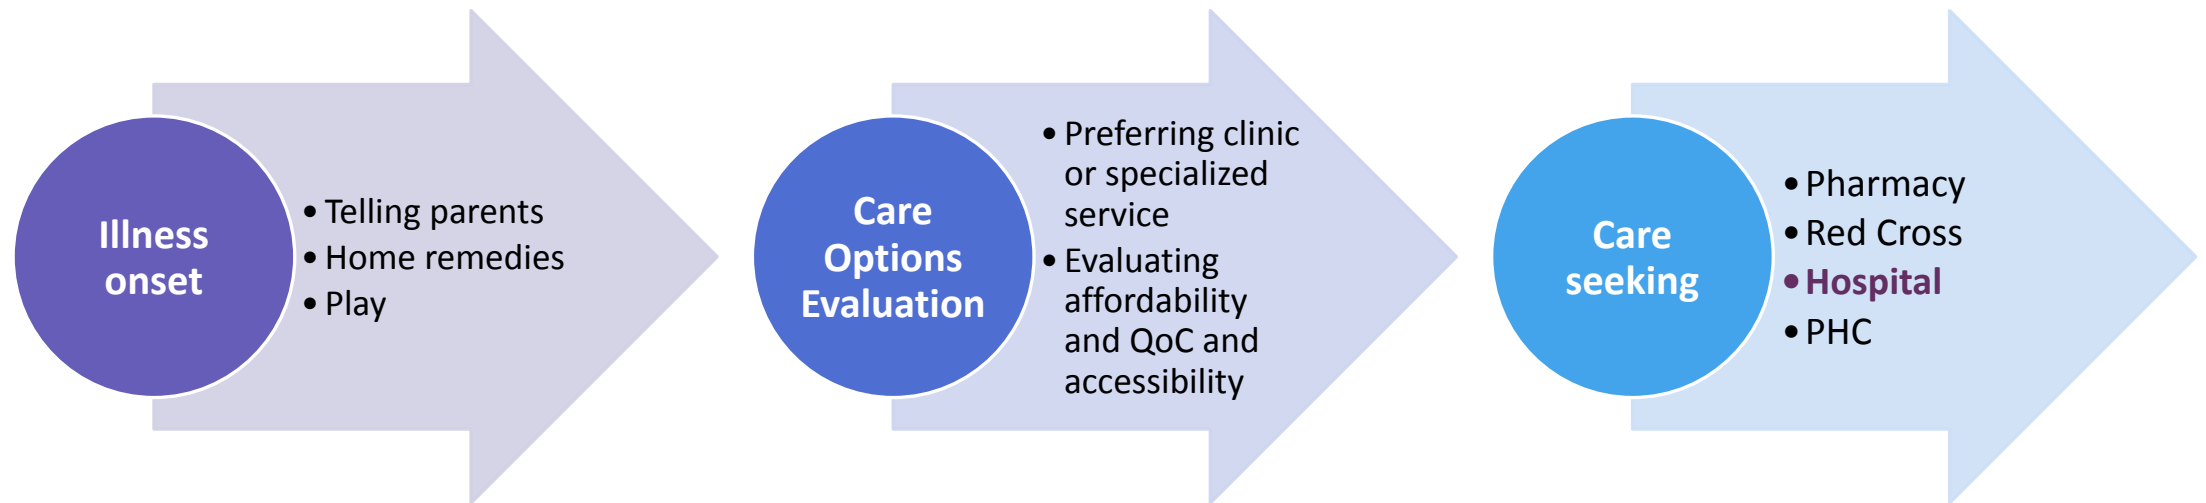 Illness
onset
• Telling parents
• Home remedies
• Play
Care
Options
Evaluation
• Preferring clinic
or specialized
service
• Evaluating
affordability
and QoC and
accessibility
Care
seeking
• Pharmacy
• Red Cross
• Hospital
• PHC